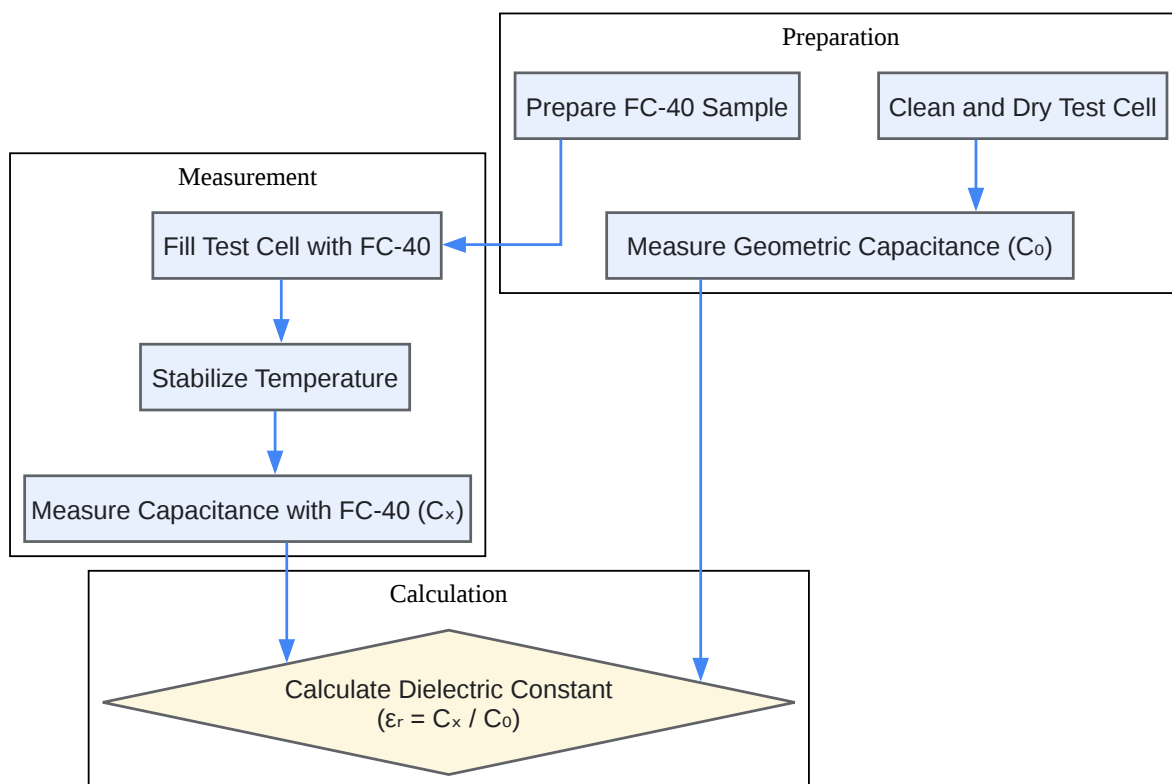 Preparation
Prepare FC-40 Sample
Clean and Dry Test Cell
Measure Geometric Capacitance (C₀)
Measurement
Fill Test Cell with FC-40
Stabilize Temperature
Measure Capacitance with FC-40 (Cₓ)
Calculation
Calculate Dielectric Constant
(εᵣ = Cₓ / C₀)